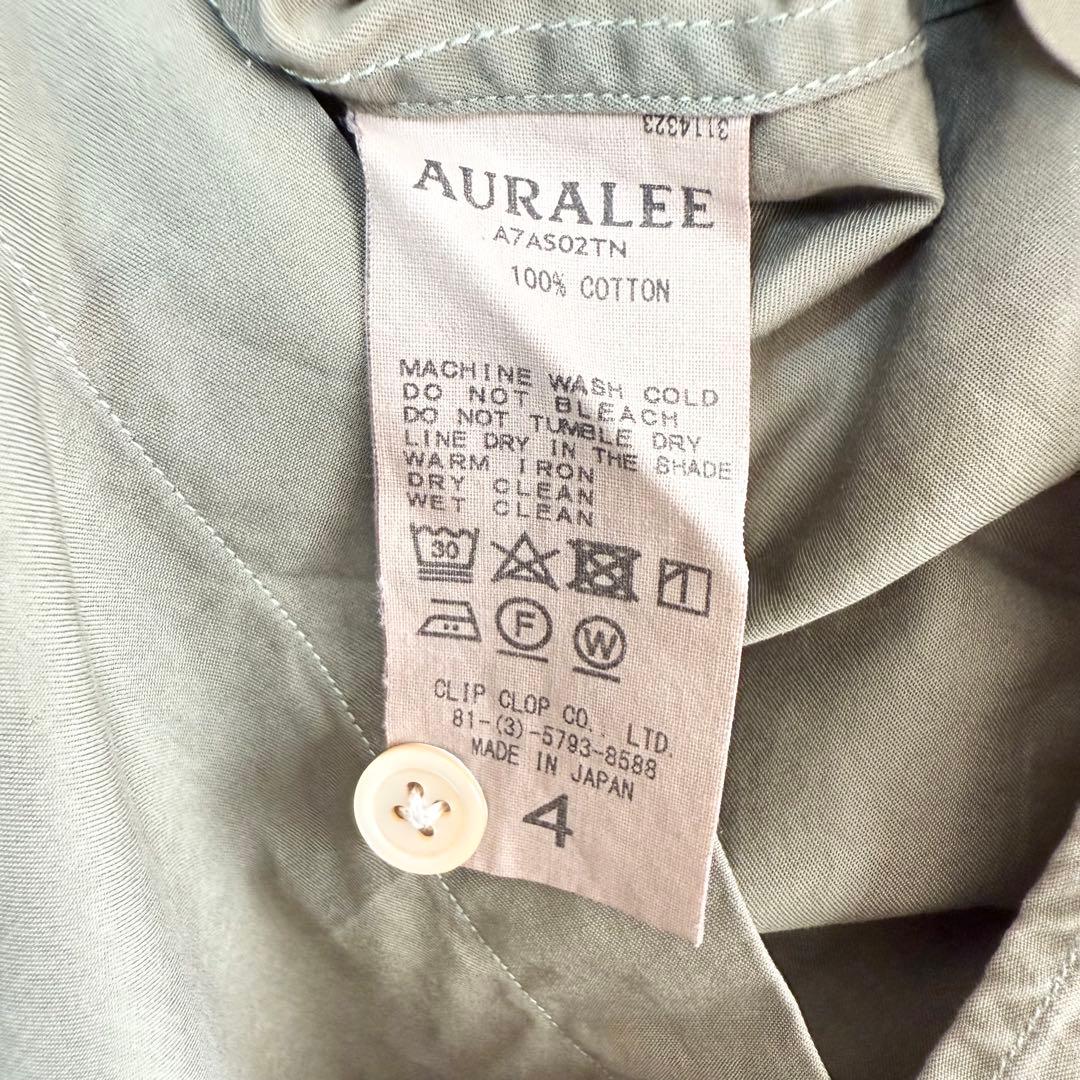 3114323
AURALEE
A7AS02TN
100% COTTON
MACHINE WASH COLD
DO NOT BLEACH
DO NOT TUMBLE DRY
LINE DRY IN THE SHADE
WARM IRON
DRY CLEAN
WET CLEAN
30
F W
CLIP CLOP CO., LTD.
81-(3)-5793-8588
MADE IN JAPAN
4